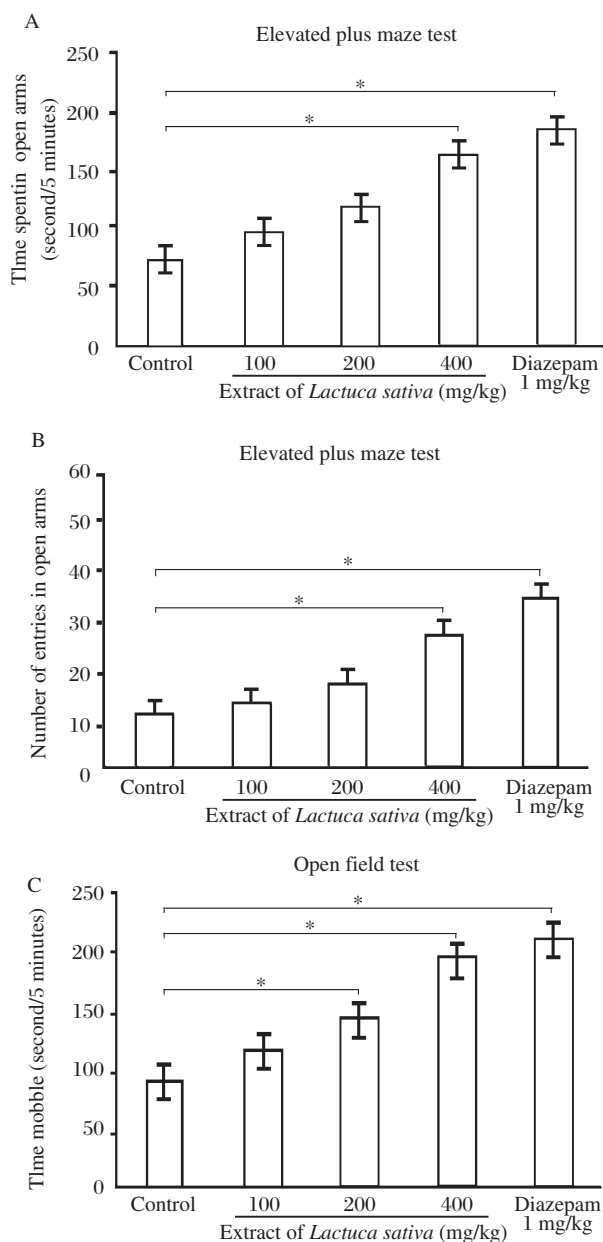 A
Elevated plus maze test
TIme spentin open arms
(second/5 minutes)
250
200
150
100
50
0
*
*
Control
100
200
400
Diazepam
1 mg/kg
Extract of Lactuca sativa (mg/kg)
B
Elevated plus maze test
Number of entries in open arms
60
50
40
30
20
10
0
*
*
Control
100
200
400
Diazepam
1 mg/kg
Extract of Lactuca sativa (mg/kg)
C
Open field test
TIme mobble (second/5 minutes)
250
200
150
100
50
0
*
*
*
Control
100
200
400
Diazepam
1 mg/kg
Extract of Lactuca sativa (mg/kg)